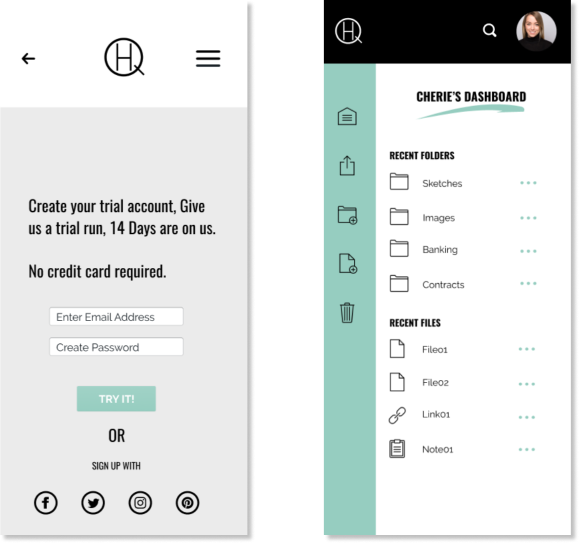 Create your trial account, Give
us a trial run, 14 Days are on us.
No credit card required.
Enter Email Address
Create Password
TRY IT!
OR
SIGN UP WITH
HQ
CHERIE'S DASHBOARD
RECENT FOLDERS
Sketches
Images
Banking
Contracts
RECENT FILES
File01
File02
Link01
Note01